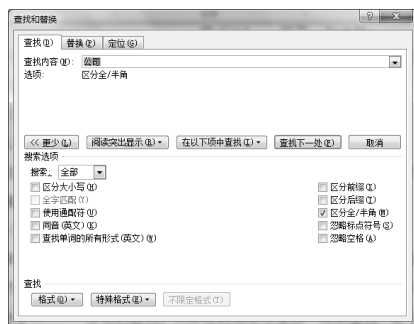 查找和替换
查找(D) 替换(P) 定位(G)
查找内容(N): 公司
选项: 区分全/半角
<< 更少(L) 阅读突出显示(R) 在以下项中查找(I) 查找下一处(F) 取消
搜索选项
搜索: 全部
区分大小写(H) 区分前缀(X)
全字匹配(Y) 区分后缀(T)
使用通配符(U) 区分全/半角(M)
同音(英文)(K) 忽略标点符号(S)
查找单词的所有形式(英文)(W) 忽略空格(A)
查找
格式(O) 特殊格式(E) 不限定格式(T)